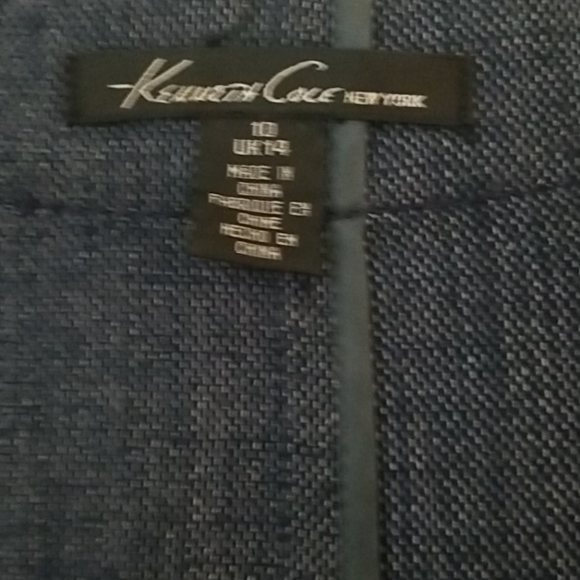 KENNETH COLE NEW YORK
10
UK14
MADE IN
CHINA
FABRIQUE EN
CHINE
HECHO EN
CHINA